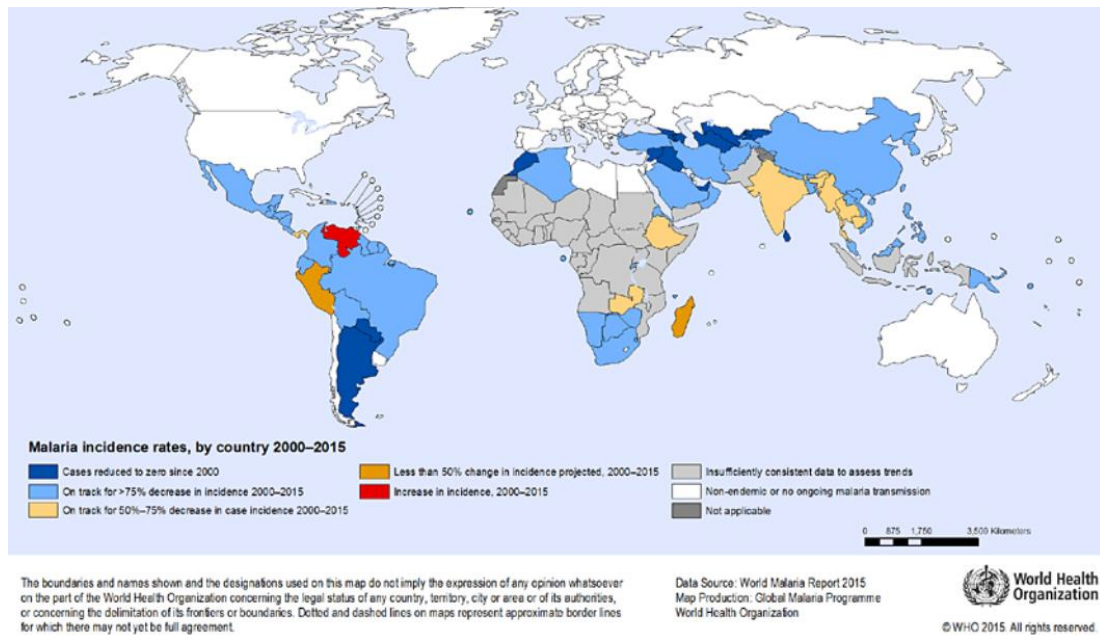 Malaria incidence rates, by country 2000–2015
Cases reduced to zero since 2000
On track for >75% decrease in incidence 2000–2015
On track for 50%–75% decrease in case incidence 2000–2015
Less than 50% change in incidence projected, 2000–2015
Increase in incidence, 2000–2015
Insufficiently consistent data to assess trends
Non-endemic or no ongoing malaria transmission
Not applicable
0 875 1,750 3,500 Kilometers
The boundaries and names shown and the designations used on this map do not imply the expression of any opinion whatsoever
on the part of the World Health Organization concerning the legal status of any country, territory, city or area or of its authorities,
or concerning the delimitation of its frontiers or boundaries. Dotted and dashed lines on maps represent approximate border lines
for which there may not yet be full agreement.
Data Source: World Malaria Report 2015
Map Production: Global Malaria Programme
World Health Organization
World Health
Organization
© WHO 2015. All rights reserved.